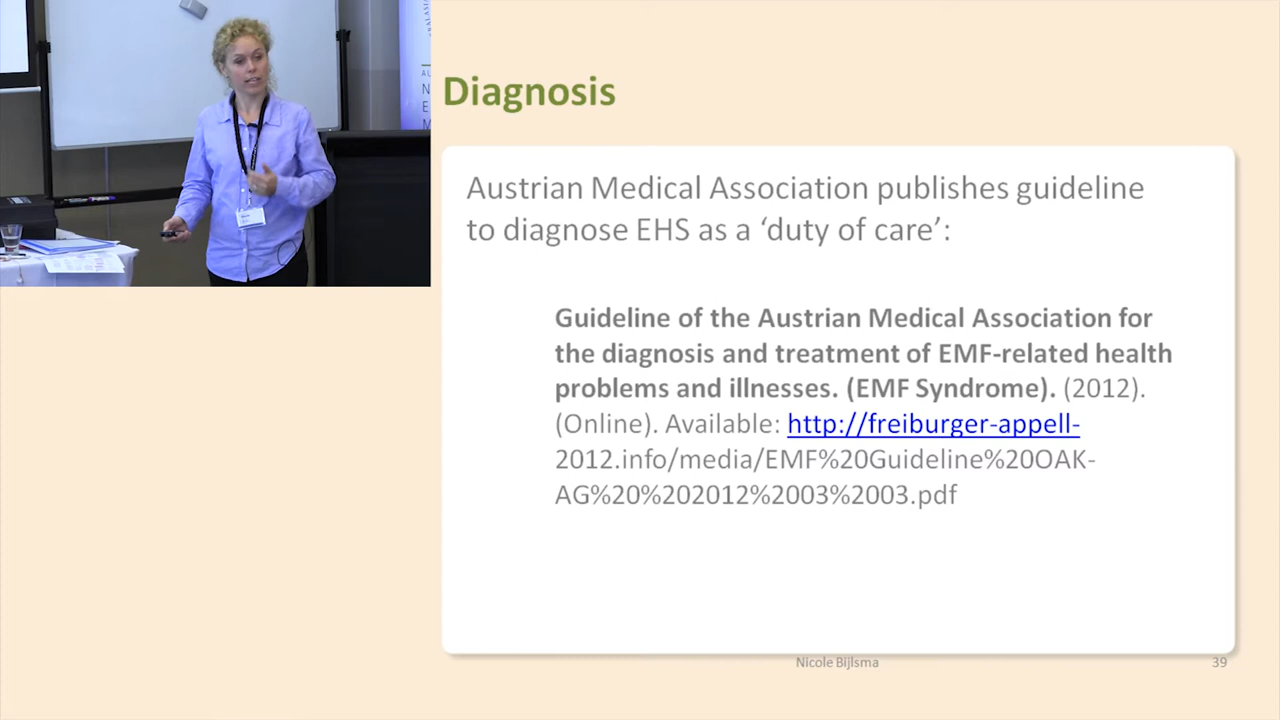 Diagnosis
Austrian Medical Association publishes guideline
to diagnose EHS as a ‘duty of care’:
Guideline of the Austrian Medical Association for
the diagnosis and treatment of EMF-related health
problems and illnesses. (EMF Syndrome). (2012).
(Online). Available: http://freiburger-appell-
2012.info/media/EMF%20Guideline%20OAK-
AG%20%202012%2003%2003.pdf
Nicole Bijlsma
39